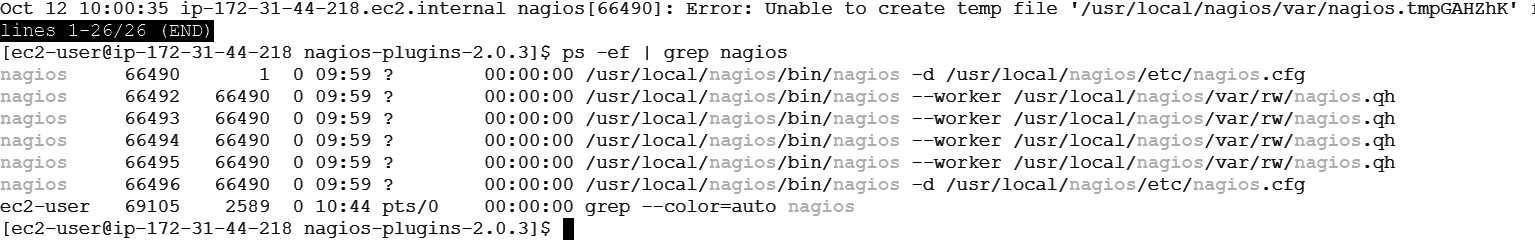 Oct 12 10:00:35 ip-172-31-44-218.ec2.internal nagios[66490]: Error: Unable to create temp file '/usr/local/nagios/var/nagios.tmpGAHZhK' f
lines 1-26/26 (END)
[ec2-user@ip-172-31-44-218 nagios-plugins-2.0.3]$ ps -ef | grep nagios
nagios     66490       1  0 09:59 ?        00:00:00 /usr/local/nagios/bin/nagios -d /usr/local/nagios/etc/nagios.cfg
nagios     66492   66490  0 09:59 ?        00:00:00 /usr/local/nagios/bin/nagios --worker /usr/local/nagios/var/rw/nagios.qh
nagios     66493   66490  0 09:59 ?        00:00:00 /usr/local/nagios/bin/nagios --worker /usr/local/nagios/var/rw/nagios.qh
nagios     66494   66490  0 09:59 ?        00:00:00 /usr/local/nagios/bin/nagios --worker /usr/local/nagios/var/rw/nagios.qh
nagios     66495   66490  0 09:59 ?        00:00:00 /usr/local/nagios/bin/nagios --worker /usr/local/nagios/var/rw/nagios.qh
nagios     66496   66490  0 09:59 ?        00:00:00 /usr/local/nagios/bin/nagios -d /usr/local/nagios/etc/nagios.cfg
ec2-user   69105    2589  0 10:44 pts/0    00:00:00 grep --color=auto nagios
[ec2-user@ip-172-31-44-218 nagios-plugins-2.0.3]$